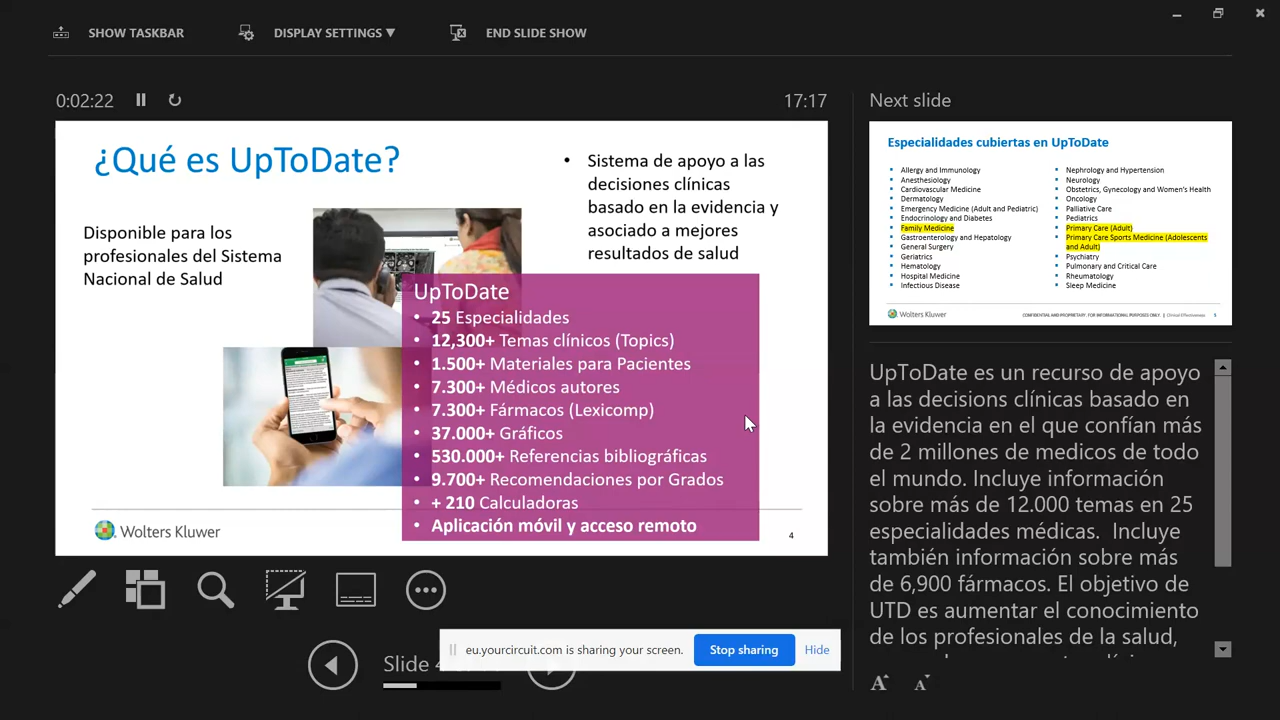 SHOW TASKBAR
DISPLAY SETTINGS ▼
END SLIDE SHOW
0:02:22
17:17
¿Qué es UpToDate?
Disponible para los
profesionales del Sistema
Nacional de Salud
• Sistema de apoyo a las
decisiones clínicas
basado en la evidencia y
asociado a mejores
resultados de salud
UpToDate
• 25 Especialidades
• 12,300+ Temas clínicos (Topics)
• 1.500+ Materiales para Pacientes
• 7.300+ Médicos autores
• 7.300+ Fármacos (Lexicomp)
• 37.000+ Gráficos
• 530.000+ Referencias bibliográficas
• 9.700+ Recomendaciones por Grados
• + 210 Calculadoras
• Aplicación móvil y acceso remoto
Wolters Kluwer
4
Slide
eu.yourcircuit.com is sharing your screen.
Stop sharing
Hide
Next slide
Especialidades cubiertas en UpToDate
Allergy and Immunology
Anesthesiology
Cardiovascular Medicine
Dermatology
Emergency Medicine (Adult and Pediatric)
Endocrinology and Diabetes
Family Medicine
Gastroenterology and Hepatology
General Surgery
Geriatrics
Hematology
Hospital Medicine
Infectious Disease
Nephrology and Hypertension
Neurology
Obstetrics, Gynecology and Women's Health
Oncology
Palliative Care
Pediatrics
Primary Care (Adult)
Primary Care Sports Medicine (Adolescents
and Adult)
Psychiatry
Pulmonary and Critical Care
Rheumatology
Sleep Medicine
Wolters Kluwer
CONFIDENTIAL AND PROPRIETARY. FOR INFORMATIONAL PURPOSES ONLY. | Clinical Effectiveness
5
UpToDate es un recurso de apoyo
a las decisions clínicas basado en
la evidencia en el que confían más
de 2 millones de medicos de todo
el mundo. Incluye información
sobre más de 12.000 temas en 25
especialidades médicas. Incluye
también información sobre más
de 6,900 fármacos. El objetivo de
UTD es aumentar el conocimiento
de los profesionales de la salud,
A A